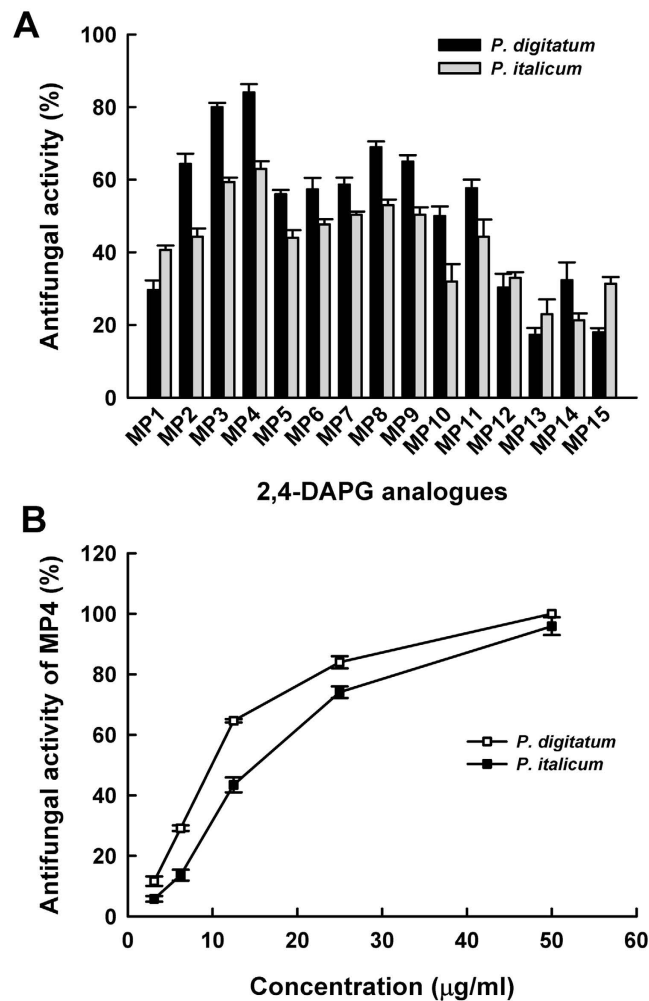 A
Antifungal activity (%)
100
80
60
40
20
0
P. digitatum
P. italicum
MP1 MP2 MP3 MP4 MP5 MP6 MP7 MP8 MP9 MP10 MP11 MP12 MP13 MP14 MP15
2,4-DAPG analogues
B
Antifungal activity of MP4 (%)
120
100
80
60
40
20
0
P. digitatum
P. italicum
0 10 20 30 40 50 60
Concentration (μg/ml)